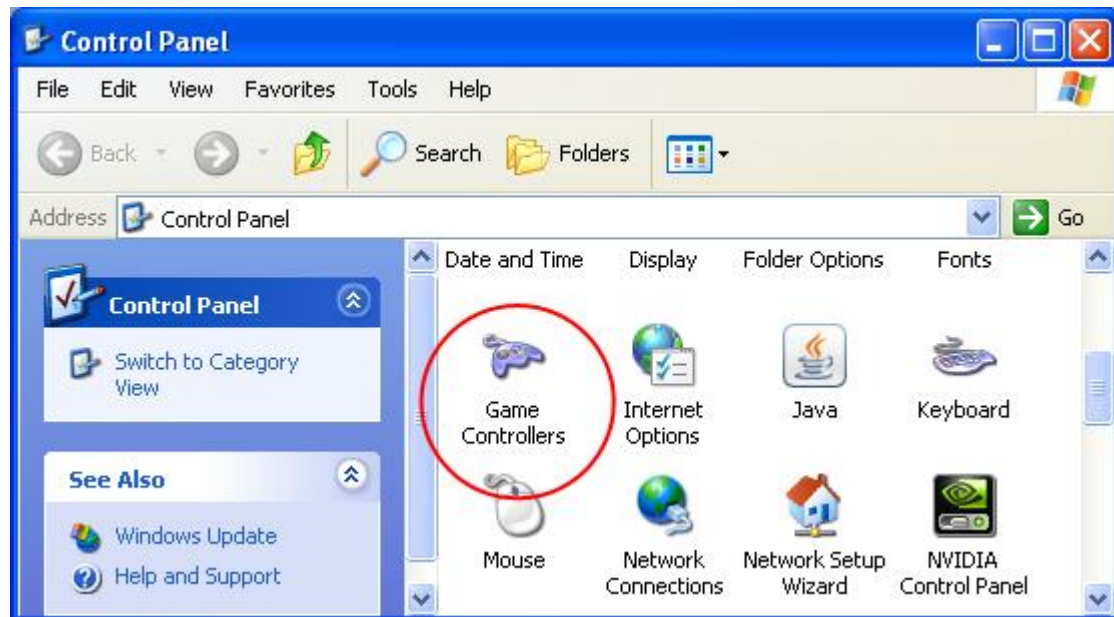 Control Panel
File Edit View Favorites Tools Help
Back Search Folders
Address Control Panel Go
Control Panel
Switch to Category
View
See Also
Windows Update
Help and Support
Date and Time Display Folder Options Fonts
Game
Controllers
Internet
Options
Java
Keyboard
Mouse
Network
Connections
Network Setup
Wizard
NVIDIA
Control Panel